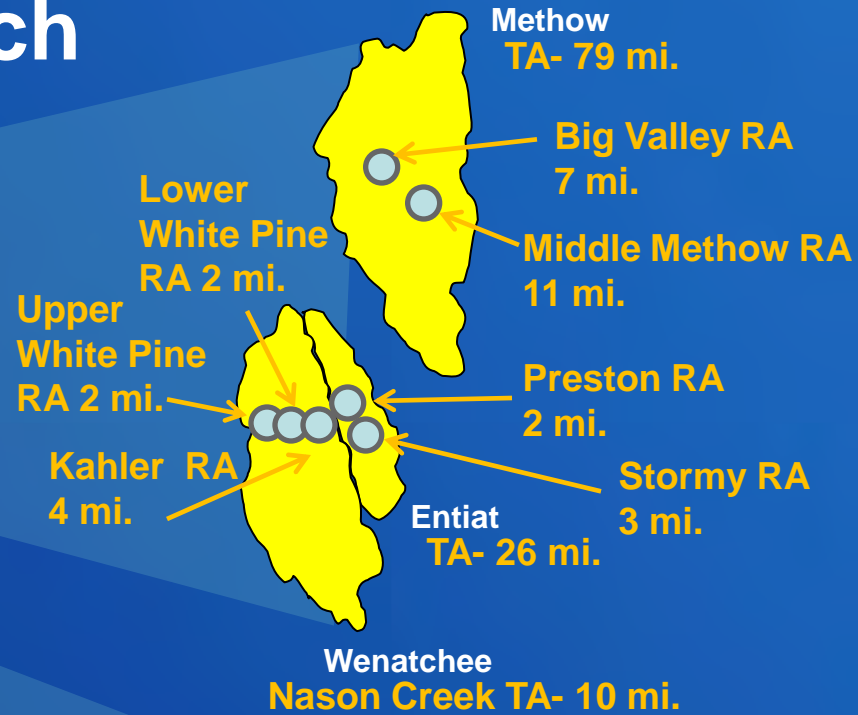 ch
Methow
TA- 79 mi.
Big Valley RA
7 mi.
Lower
White Pine
RA 2 mi.
Middle Methow RA
11 mi.
Upper
White Pine
RA 2 mi.
Preston RA
2 mi.
Kahler RA
4 mi.
Stormy RA
3 mi.
Entiat
TA- 26 mi.
Wenatchee
Nason Creek TA- 10 mi.